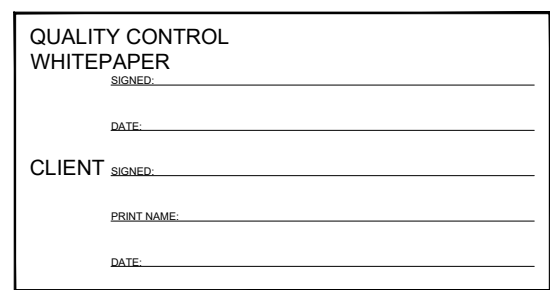 QUALITY CONTROL
WHITEPAPER
SIGNED:
DATE:
CLIENT SIGNED:
PRINT NAME:
DATE: